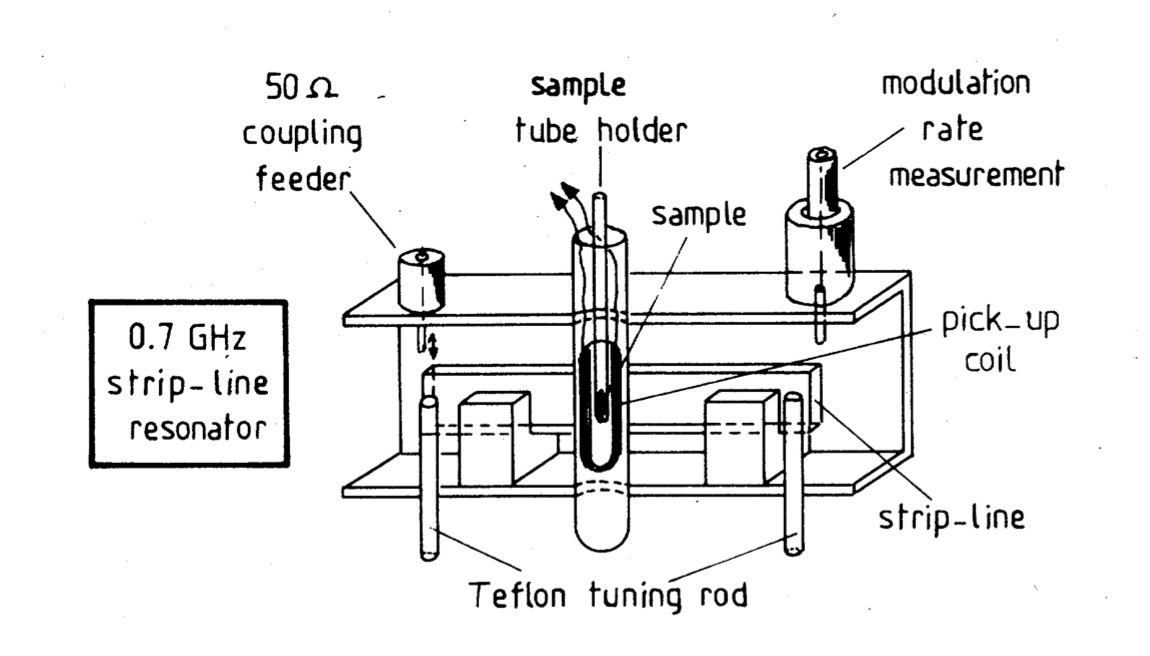 50Ω
coupling
feeder
sample
tube holder
modulation
rate
measurement
sample
0.7 GHz
strip-line
resonator
pick-up
coil
strip-line
Teflon tuning rod